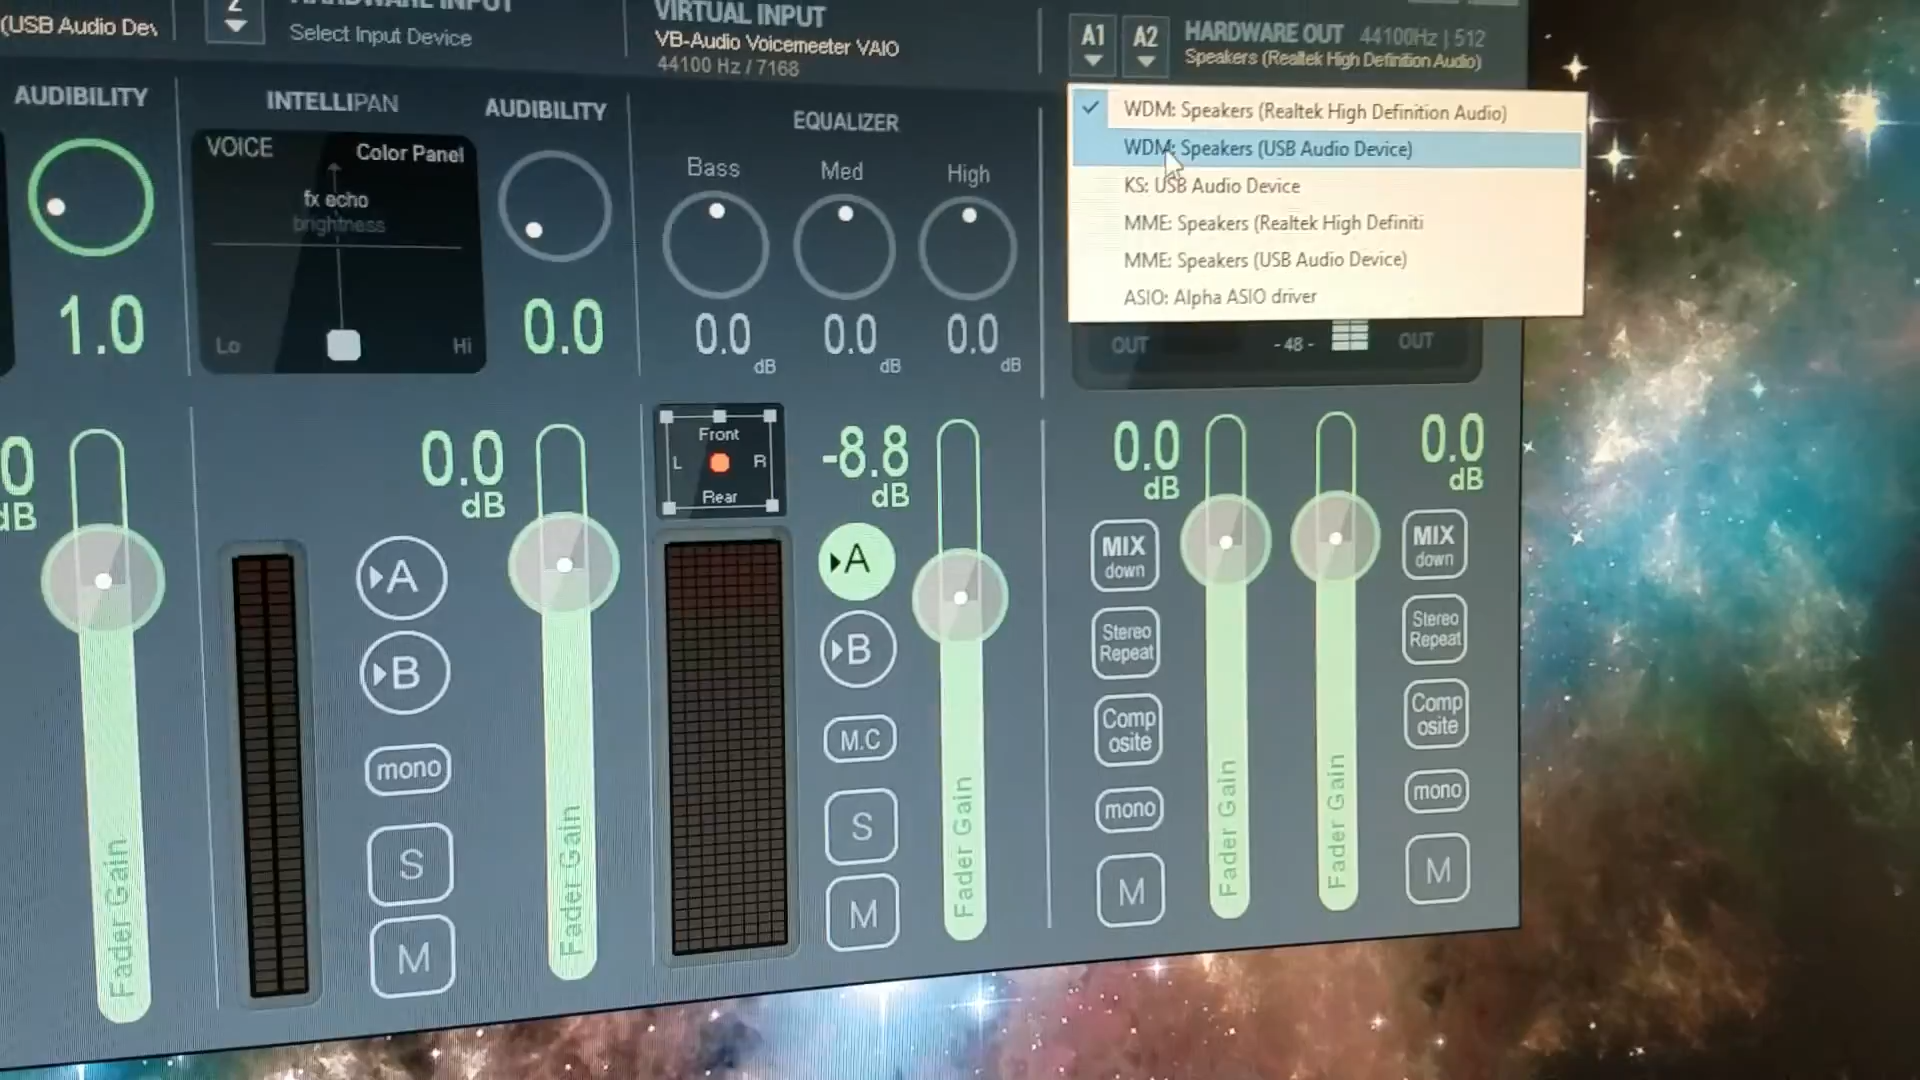 (USB Audio Dev
AUDIBILITY
1.0
0
dB
Fader Gain
2
HARDWARE INPUT
Select Input Device
INTELLIPAN
VOICE
Color Panel
fx echo
brightness
Lo
Hi
AUDIBILITY
0.0
0.0
dB
A
B
mono
S
M
Fader Gain
VIRTUAL INPUT
VB-Audio Voicemeeter VAIO
44100 Hz / 7168
EQUALIZER
Bass Med High
0.0 0.0 0.0
dB dB dB
Front
L R
Rear
-8.8
dB
A
B
M.C
S
M
Fader Gain
A1 A2 HARDWARE OUT 44100Hz | 512
Speakers (Realtek High Definition Audio)
WDM: Speakers (Realtek High Definition Audio)
WDM: Speakers (USB Audio Device)
KS: USB Audio Device
MME: Speakers (Realtek High Definiti
MME: Speakers (USB Audio Device)
ASIO: Alpha ASIO driver
OUT - 48 - OUT
0.0
dB
MIX
down
Stereo
Repeat
Comp
osite
mono
M
Fader Gain
Fader Gain
0.0
dB
MIX
down
Stereo
Repeat
Comp
osite
mono
M